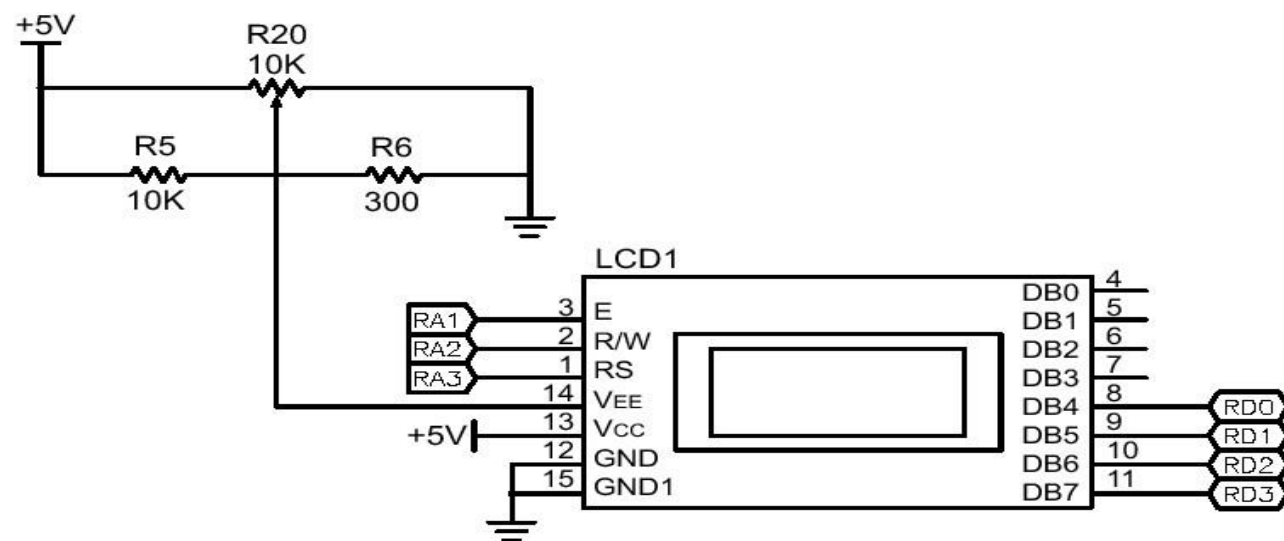 +5V
R20
10K
R5
10K
R6
300
LCD1
RA1
3
E
RA2
2
R/W
RA3
1
RS
14
VEE
+5V
13
VCC
12
GND
15
GND1
DB0
4
DB1
5
DB2
6
DB3
7
DB4
8
RD0
DB5
9
RD1
DB6
10
RD2
DB7
11
RD3